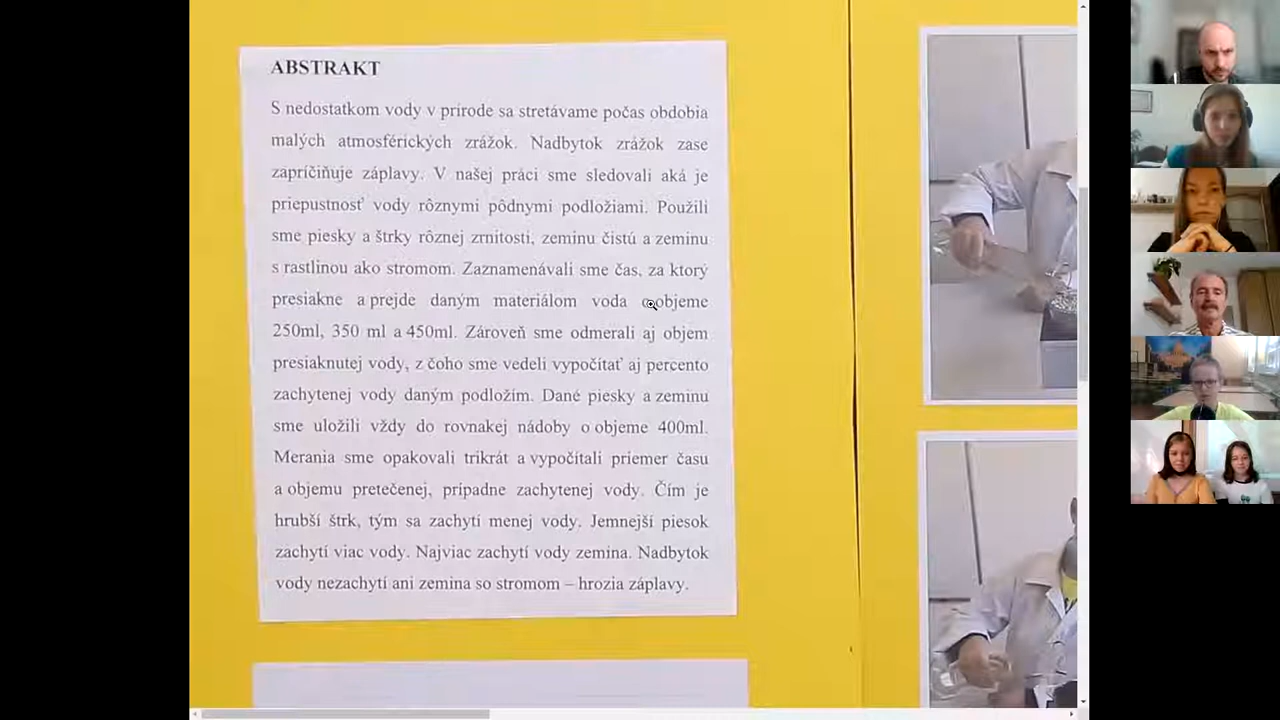 ABSTRAKT
S nedostatkom vody v prírode sa stretávame počas obdobia
malých atmosférických zrážok. Nadbytok zrážok zase
zapríčiňuje záplavy. V našej práci sme sledovali aká je
priepustnosť vody rôznymi pôdnymi podložiami. Použili
sme piesky a štrky rôznej zrnitosti, zeminu čistú a zeminu
s rastlinou ako stromom. Zaznamenávali sme čas, za ktorý
presiakne a prejde daným materiálom voda o objeme
250ml, 350 ml a 450ml. Zároveň sme odmerali aj objem
presiaknutej vody, z čoho sme vedeli vypočítať aj percento
zachytenej vody daným podložím. Dané piesky a zeminu
sme uložili vždy do rovnakej nádoby o objeme 400ml.
Merania sme opakovali trikrát a vypočítali priemer času
a objemu pretečenej, prípadne zachytenej vody. Čím je
hrubší štrk, tým sa zachytí menej vody. Jemnejší piesok
zachytí viac vody. Najviac zachytí vody zemina. Nadbytok
vody nezachytí ani zemina so stromom – hrozia záplavy.